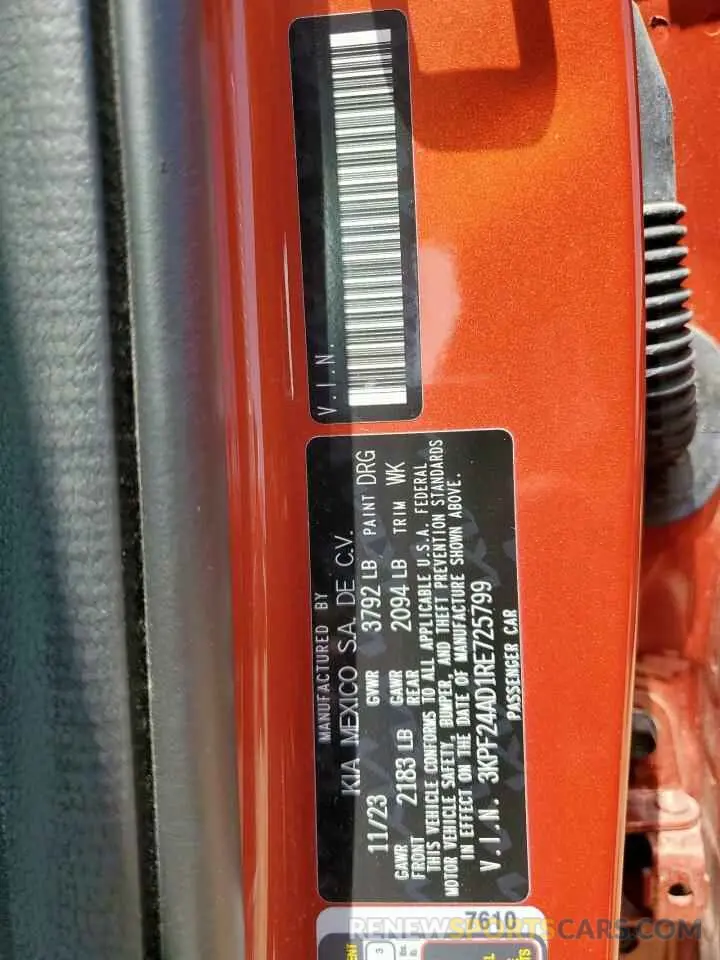 V.I.N.
MANUFACTURED BY
KIA MEXICO S.A. DE C.V.
11/23 GVWR 3792 LB PAINT DRG
GAWR FRONT 2183 LB GAWR REAR 2094 LB TRIM WK
THIS VEHICLE CONFORMS TO ALL APPLICABLE U.S.A. FEDERAL
MOTOR VEHICLE SAFETY, BUMPER, AND THEFT PREVENTION STANDARDS
IN EFFECT ON THE DATE OF MANUFACTURE SHOWN ABOVE.
V.I.N. 3KPF24AD1RE725799
PASSENGER CAR
7610
3
RENEWSPORTSCARS.COM